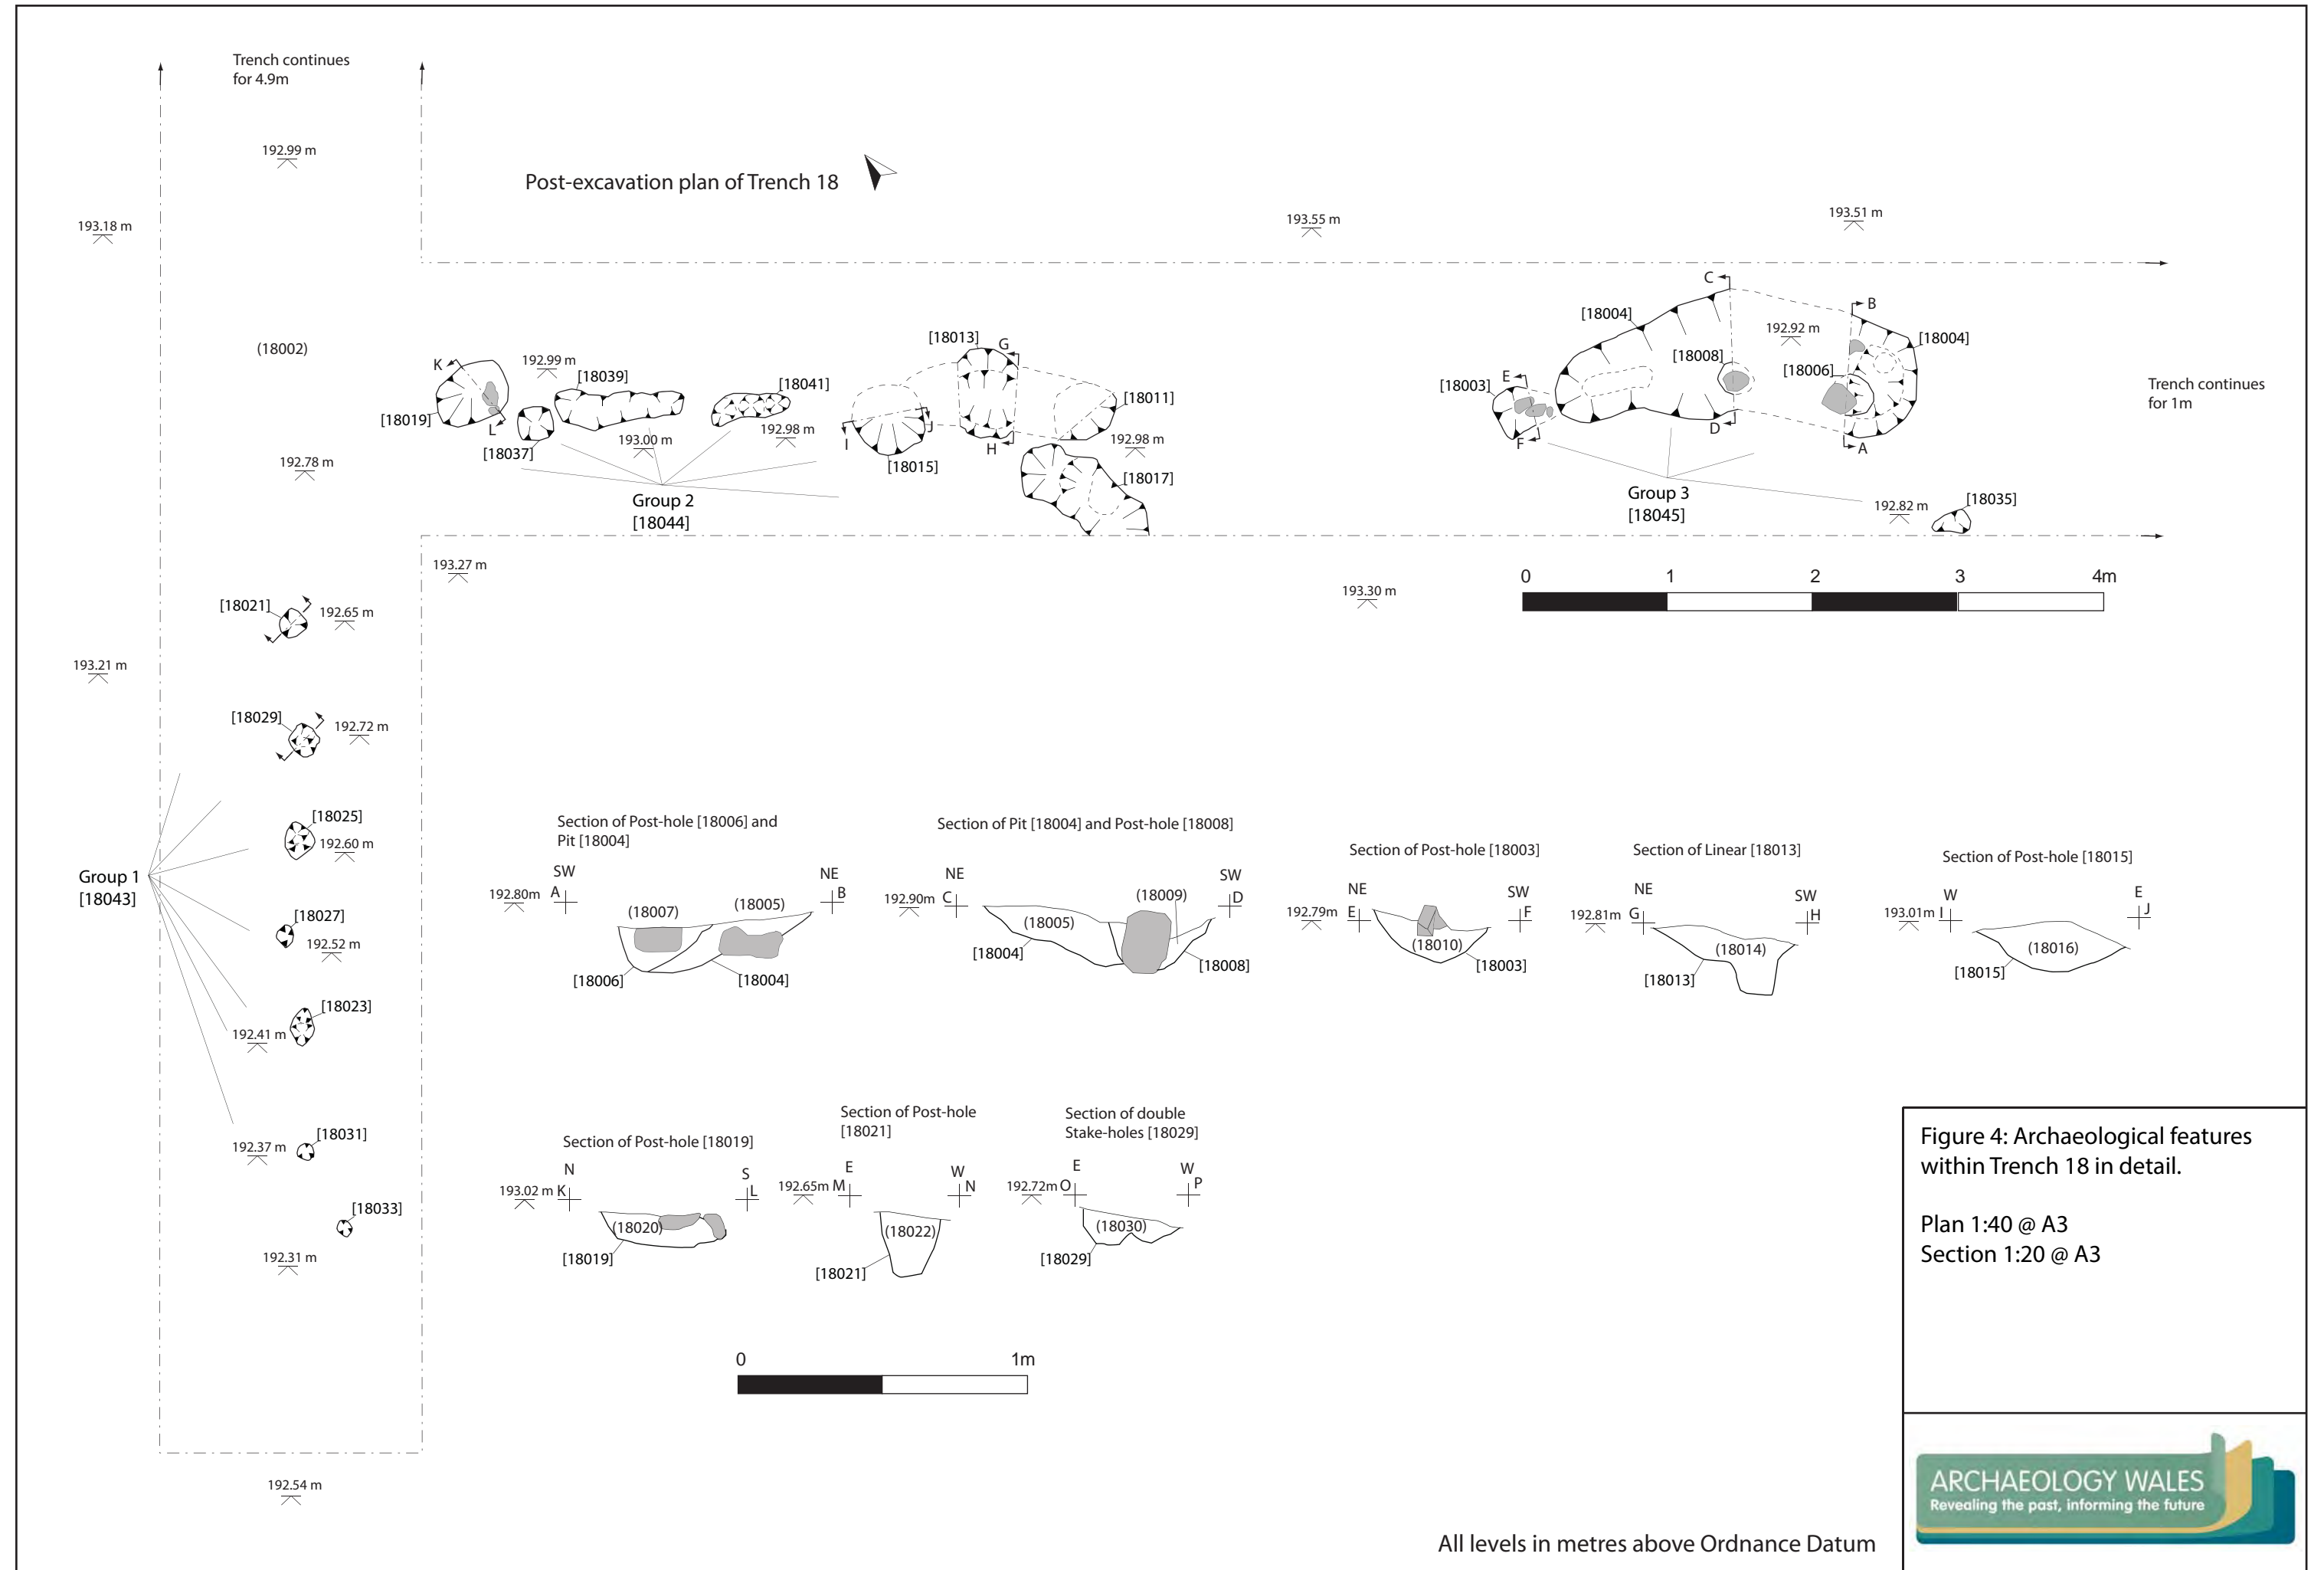 Trench continues
for 4.9m
192.99 m
Post-excavation plan of Trench 18
193.18 m
193.55 m
193.51 m
(18002)
K
L
[18019]
192.99 m
[18039]
[18037]
193.00 m
[18041]
192.98 m
[18013]
G
H
I
J
[18015]
[18011]
192.98 m
[18017]
192.78 m
Group 2
[18044]
C
D
[18004]
[18008]
192.92 m
B
A
[18004]
[18006]
[18003]
E
F
Trench continues
for 1m
Group 3
[18045]
192.82 m
[18035]
193.27 m
193.30 m
0
1
2
3
4m
[18021]
192.65 m
193.21 m
[18029]
192.72 m
[18025]
192.60 m
Group 1
[18043]
[18027]
192.52 m
[18023]
192.41 m
[18031]
192.37 m
[18033]
192.31 m
192.54 m
Section of Post-hole [18006] and
Pit [18004]
SW
NE
192.80m
A
B
(18007)
(18005)
[18006]
[18004]
Section of Pit [18004] and Post-hole [18008]
NE
SW
192.90m
C
D
(18009)
(18005)
[18004]
[18008]
Section of Post-hole [18003]
NE
SW
192.79m
E
F
(18010)
[18003]
Section of Linear [18013]
NE
SW
192.81m
G
H
(18014)
[18013]
Section of Post-hole [18015]
W
E
193.01m
I
J
(18016)
[18015]
Section of Post-hole [18019]
N
S
193.02 m
K
L
(18020)
[18019]
Section of Post-hole
[18021]
E
W
192.65m
M
N
(18022)
[18021]
Section of double
Stake-holes [18029]
E
W
192.72m
O
P
(18030)
[18029]
0
1m
Figure 4: Archaeological features
within Trench 18 in detail.
Plan 1:40 @ A3
Section 1:20 @ A3
ARCHAEOLOGY WALES
Revealing the past, informing the future
All levels in metres above Ordnance Datum